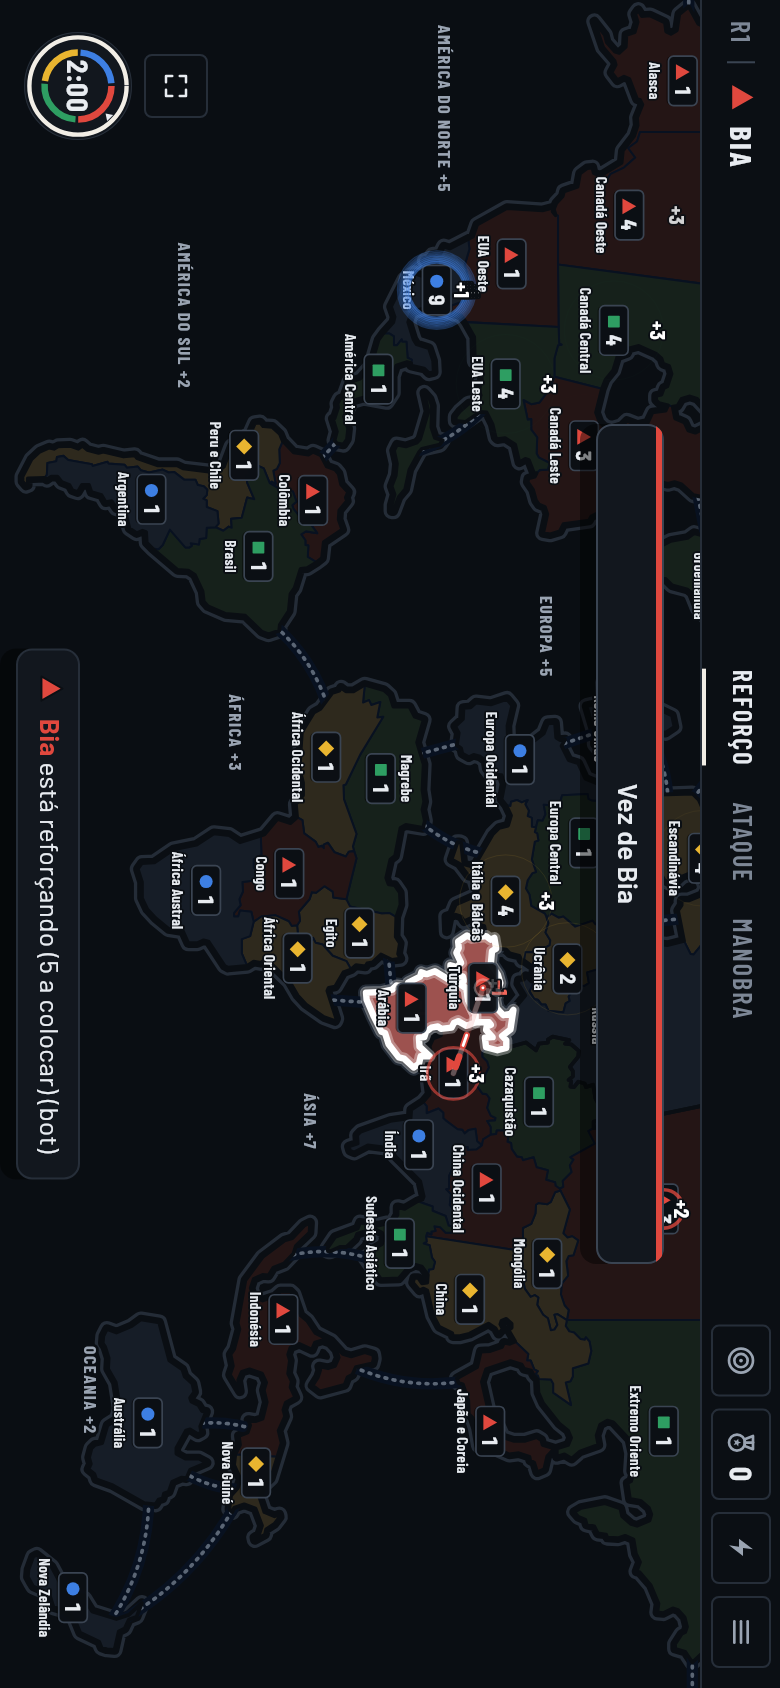 R1
BIA
REFORÇO
ATAQUE
MANOBRA
0
Vez de Bia
Alasca
1
+3
Canadá Oeste
4
+3
Canadá Central
4
EUA Oeste
1
+3
EUA Leste
4
Canadá Leste
3
AMÉRICA DO NORTE +5
+1
México
9
América Central
1
AMÉRICA DO SUL +2
Peru e Chile
1
Colômbia
1
Argentina
1
Brasil
1
EUROPA +5
Escandinávia
Europa Ocidental
1
Europa Central
1
+3
Itália e Bálcãs
4
Ucrânia
2
Rússia
ÁFRICA +3
África Ocidental
1
Magrebe
1
Congo
1
Egito
1
África Oriental
1
África Austral
1
Turquia
1
Arábia
1
+3
Irã
1
Cazaquistão
1
+2
ÁSIA +7
Índia
1
China Ocidental
1
Sudeste Asiático
1
Mongólia
1
China
1
Extremo Oriente
1
Japão e Coreia
1
Indonésia
1
OCEANIA +2
Austrália
1
Nova Guiné
1
Nova Zelândia
1
2:00
Bia está reforçando (5 a colocar) (bot)